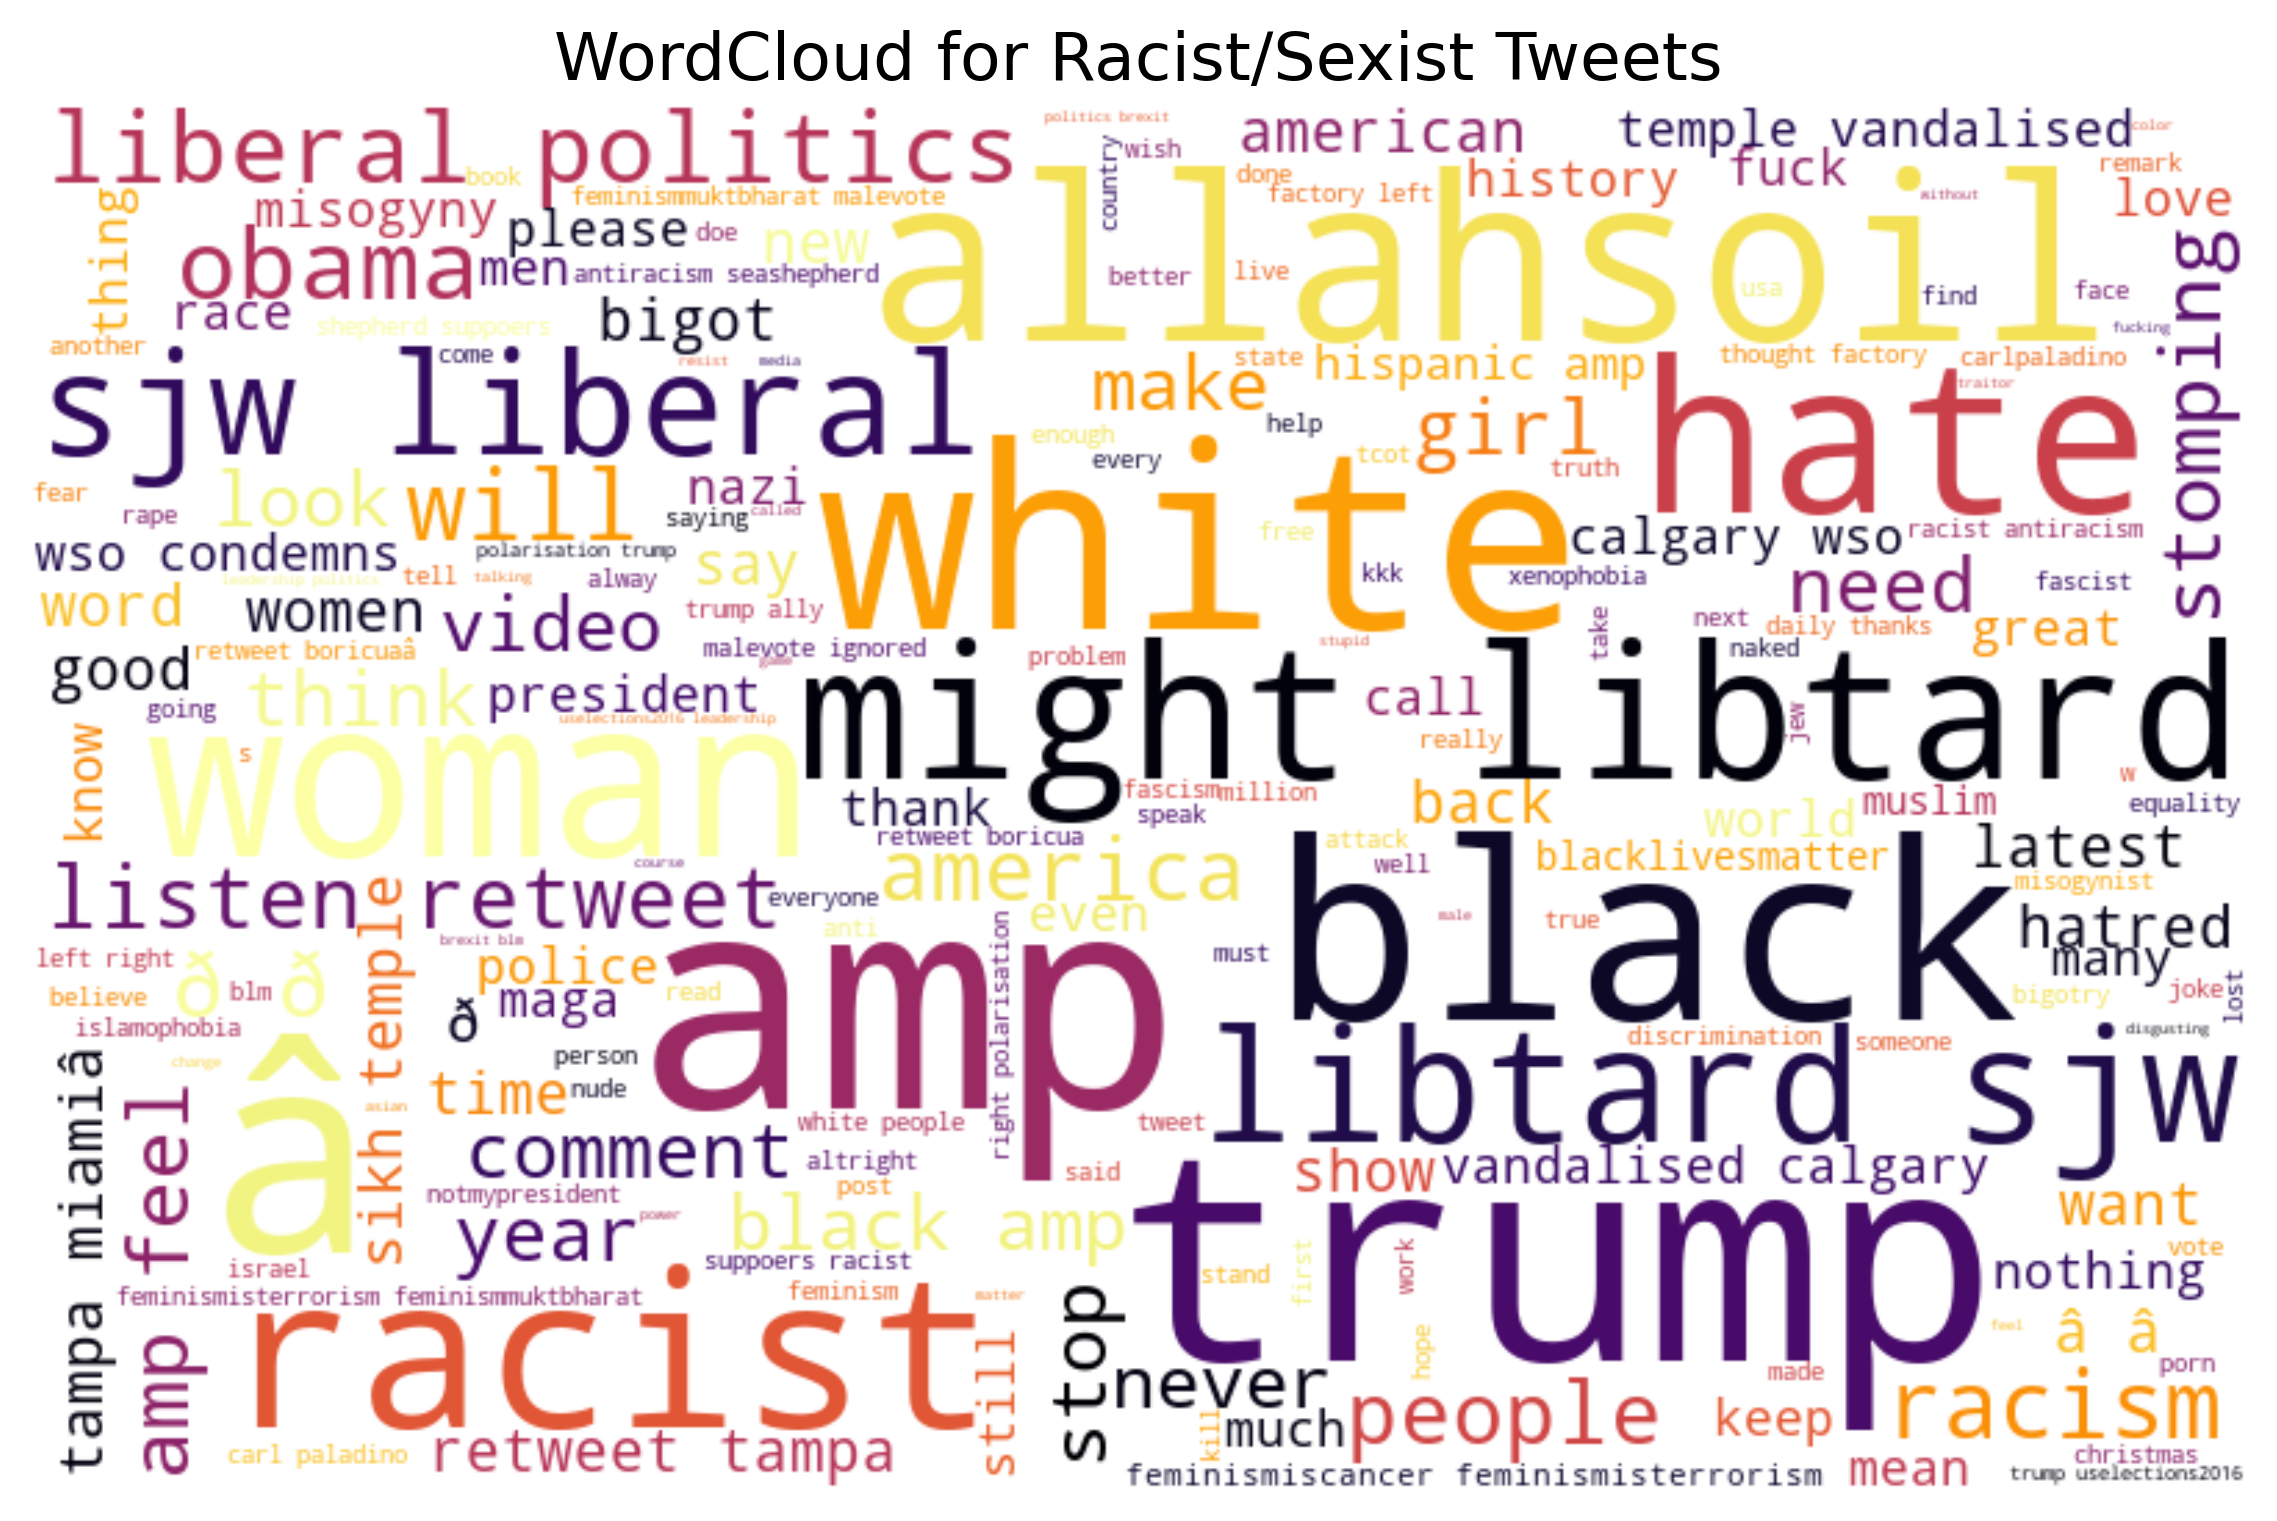 WordCloud for Racist/Sexist Tweets
liberal politics
politics brexit
american
temple vandalised
color
country
wish
fuck
remark
book
thing
feminismmuktbharat malevote
done
factory left
history
without
love
misogyny
please
doe
new
allahsoil
stomping
obama
men
antiracism seashepherd
better
live
usa
find
face
race
shepherd suppoers
bigot
fucking
another
come
resist
media
state
hispanic amp
thought factory
carlpaladino
sjw liberal
make
traitor
hate
help
girl
enough
every
tcot
truth
fear
look
will
nazi
white
rape
saying
called
free
calgary wso
racist antiracism
wso condemns
polarisation trump
say
kkk
xenophobia
need
fascist
leadership politics
tell
talking
alway
word
women
video
trump ally
take
next
daily thanks
great
retweet boricuaâ
malevote ignored
game
problem
stupid
naked
good
think
president
might libtard
call
going
uselections2016 leadership
jew
know
s
woman
really
w
thank
fascism
million
speak
back
world
muslim
equality
retweet boricua
attack
latest
course
america
well
blacklivesmatter
misogynist
listen retweet
everyone
even
black
male
true
hatred
anti
brexit blm
left right
ð ð
blm
sikh temple
police
amp
right polarisation
must
many
believe
maga
read
bigotry
joke
lost
islamophobia
ð
discrimination
someone
disgusting
tampa miamiâ
amp feel
change
â
person
libtard sjw
asian
time
nude
white people
tweet
comment
altright
said
show
vandalised calgary
notmypresident
post
year
power
black amp
trump
want
israel
suppoers racist
stand
first
work
vote
nothing
feminismisterrorism feminismmuktbharat
feminism
matter
stop
feel
â â
racist
still
hope
made
porn
never
kill
much
people
keep
racism
carl paladino
retweet tampa
feminismiscancer feminismisterrorism
mean
christmas
trump uselections2016